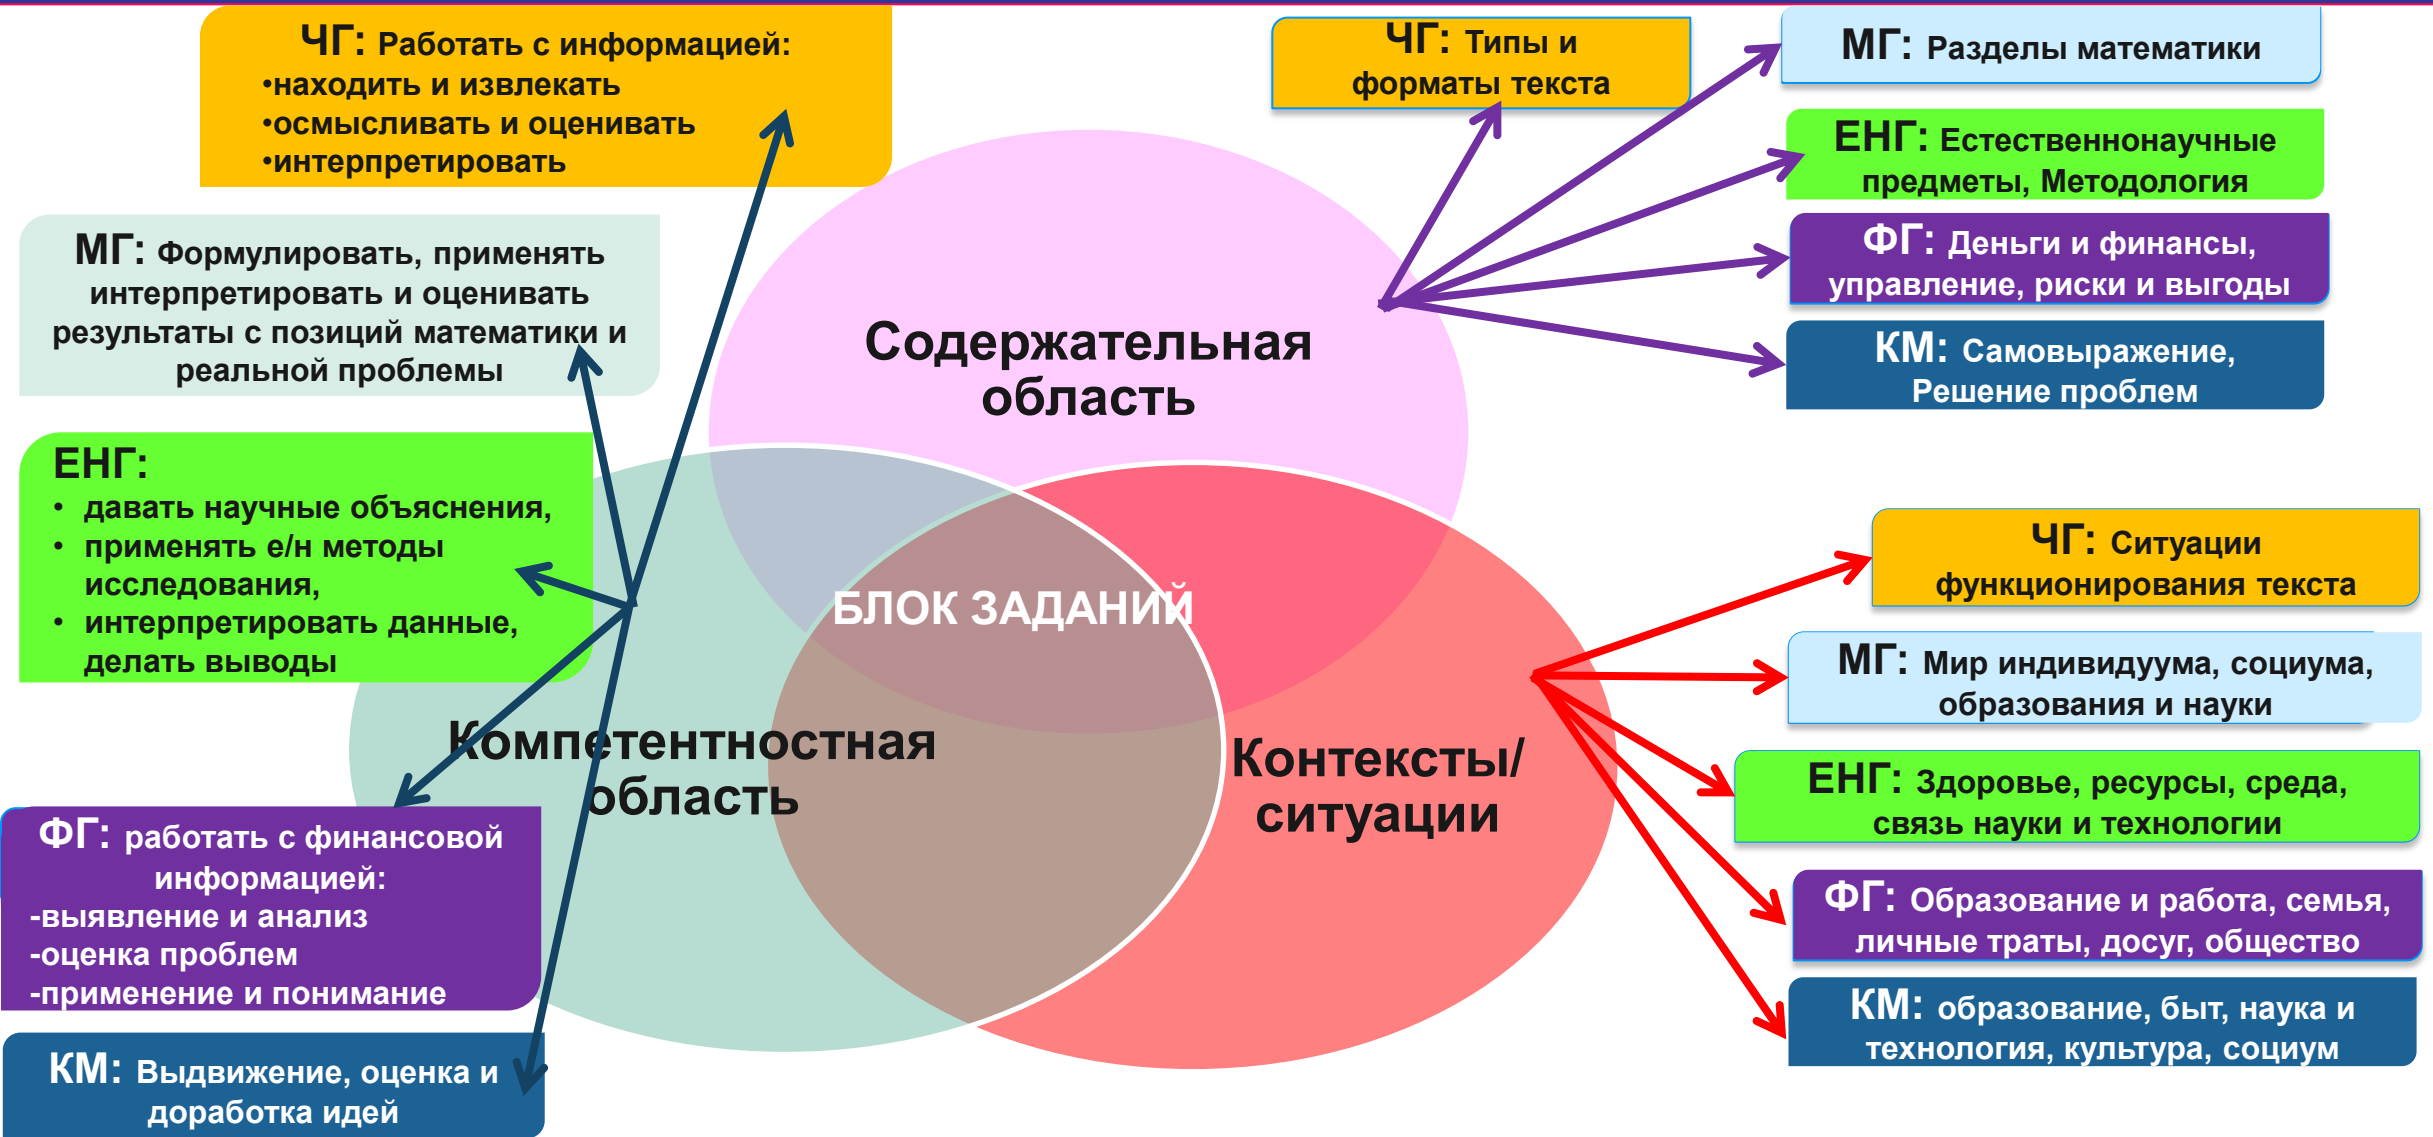 ЧГ: Работать с информацией:
•находить и извлекать
•осмысливать и оценивать
•интерпретировать
МГ: Формулировать, применять
интерпретировать и оценивать
результаты с позиций математики и
реальной проблемы
ЕНГ:
• давать научные объяснения,
• применять е/н методы
исследования,
• интерпретировать данные,
делать выводы
ФГ: работать с финансовой
информацией:
-выявление и анализ
-оценка проблем
-применение и понимание
КМ: Выдвижение, оценка и
доработка идей
Содержательная
область
БЛОК ЗАДАНИЙ
Компетентностная
область
Контексты/
ситуации
ЧГ: Типы и
форматы текста
МГ: Разделы математики
ЕНГ: Естественнонаучные
предметы, Методология
ФГ: Деньги и финансы,
управление, риски и выгоды
КМ: Самовыражение,
Решение проблем
ЧГ: Ситуации
функционирования текста
МГ: Мир индивидуума, социума,
образования и науки
ЕНГ: Здоровье, ресурсы, среда,
связь науки и технологии
ФГ: Образование и работа, семья,
личные траты, досуг, общество
КМ: образование, быт, наука и
технология, культура, социум